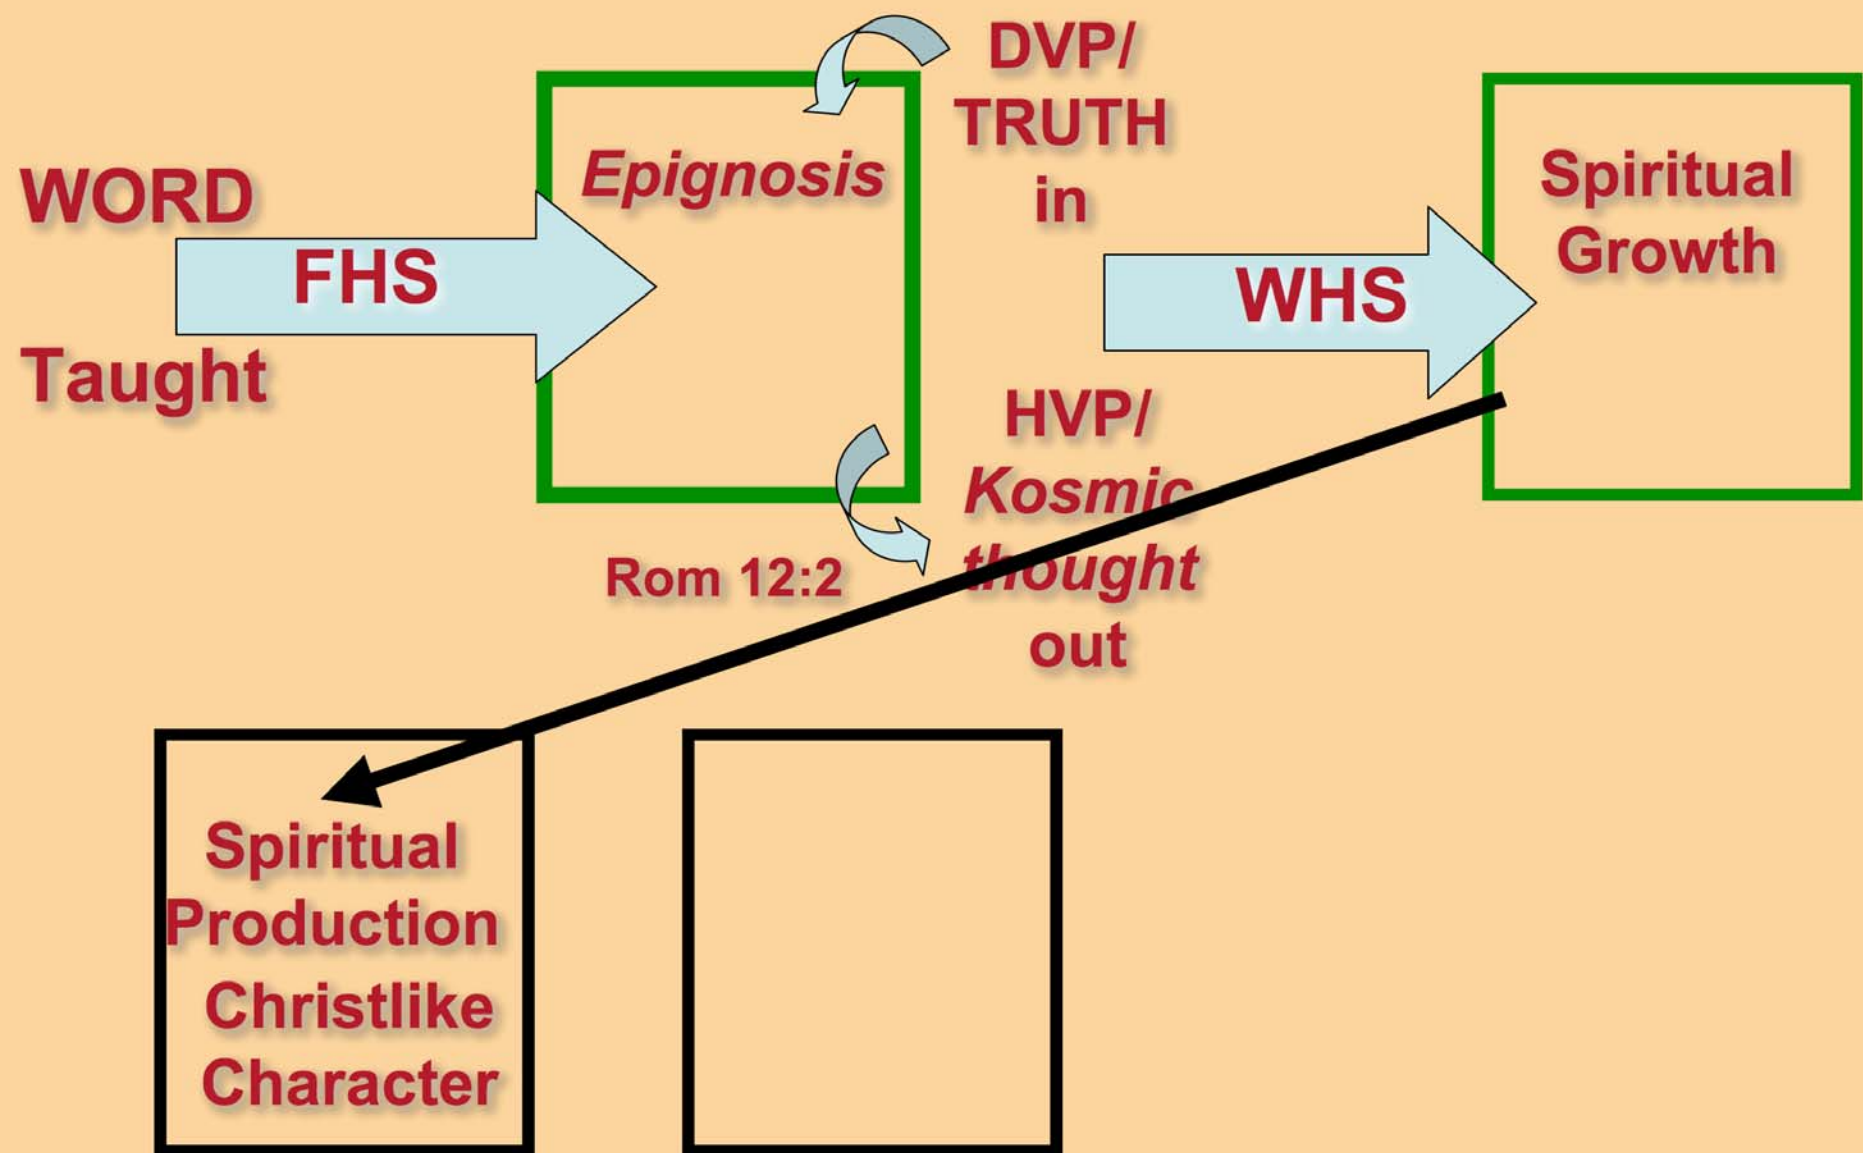 WORD
FHS
Taught
Epignosis
DVP/
TRUTH
in
WHS
Spiritual
Growth
HVP/
Kosmic
thought
out
Rom 12:2
Spiritual
Production
Christlike
Character